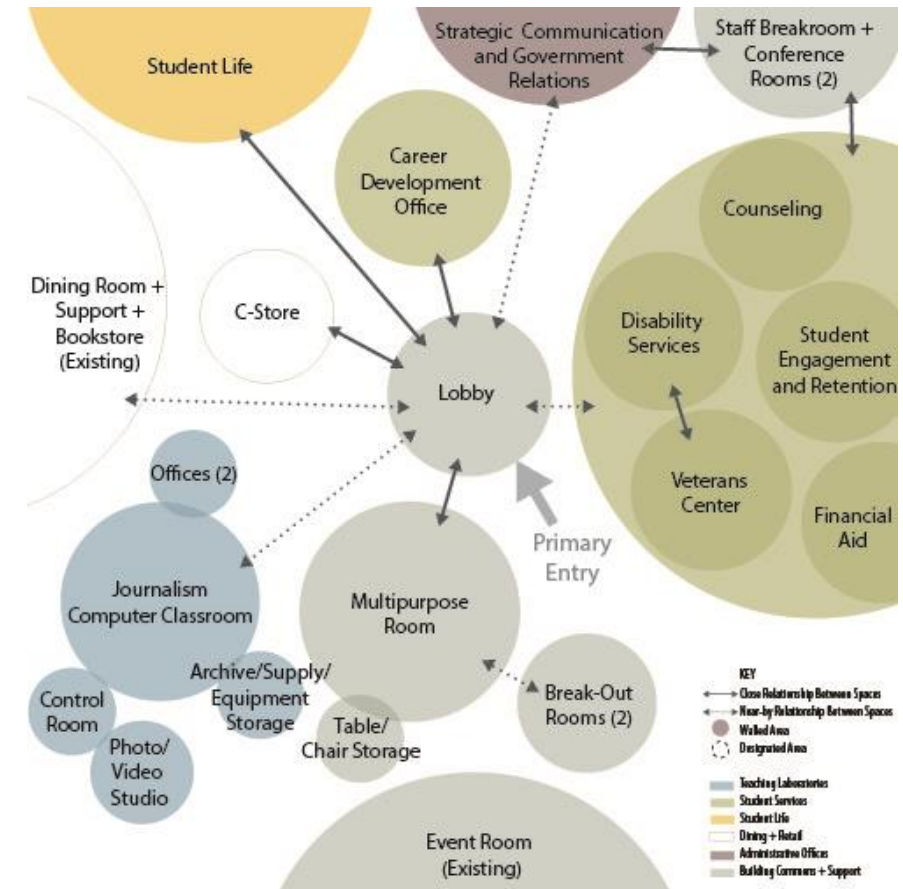 Student Life
Strategic Communication
and Government
Relations
Staff Breakroom +
Conference
Rooms (2)
Career
Development
Office
Counseling
Dining Room +
Support +
Bookstore
(Existing)
C-Store
Disability
Services
Student
Engagement
and Retention
Lobby
Offices (2)
Veterans
Center
Financial
Aid
Primary
Entry
Journalism
Computer Classroom
Multipurpose
Room
Archive/Supply/
Equipment
Storage
Control
Room
Break-Out
Rooms (2)
Table/
Chair Storage
Photo/
Video
Studio
Event Room
(Existing)
KEY
Close Relationship Between Spaces
Near-by Relationship Between Spaces
Walled Area
Designated Area
Teaching Laboratories
Student Services
Student Life
Dining + Retail
Administrative Offices
Building Commons + Support